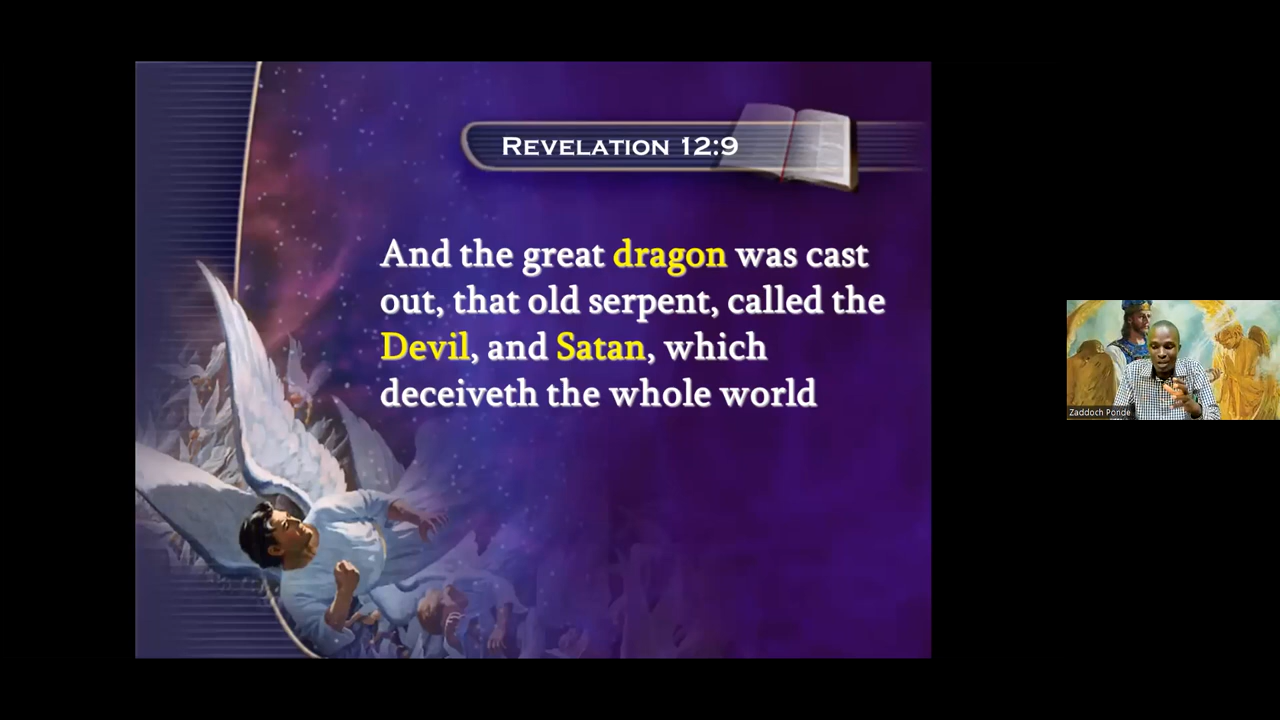 REVELATION 12:9
And the great dragon was cast
out, that old serpent, called the
Devil, and Satan, which
deceiveth the whole world
Zaddoch Ponde